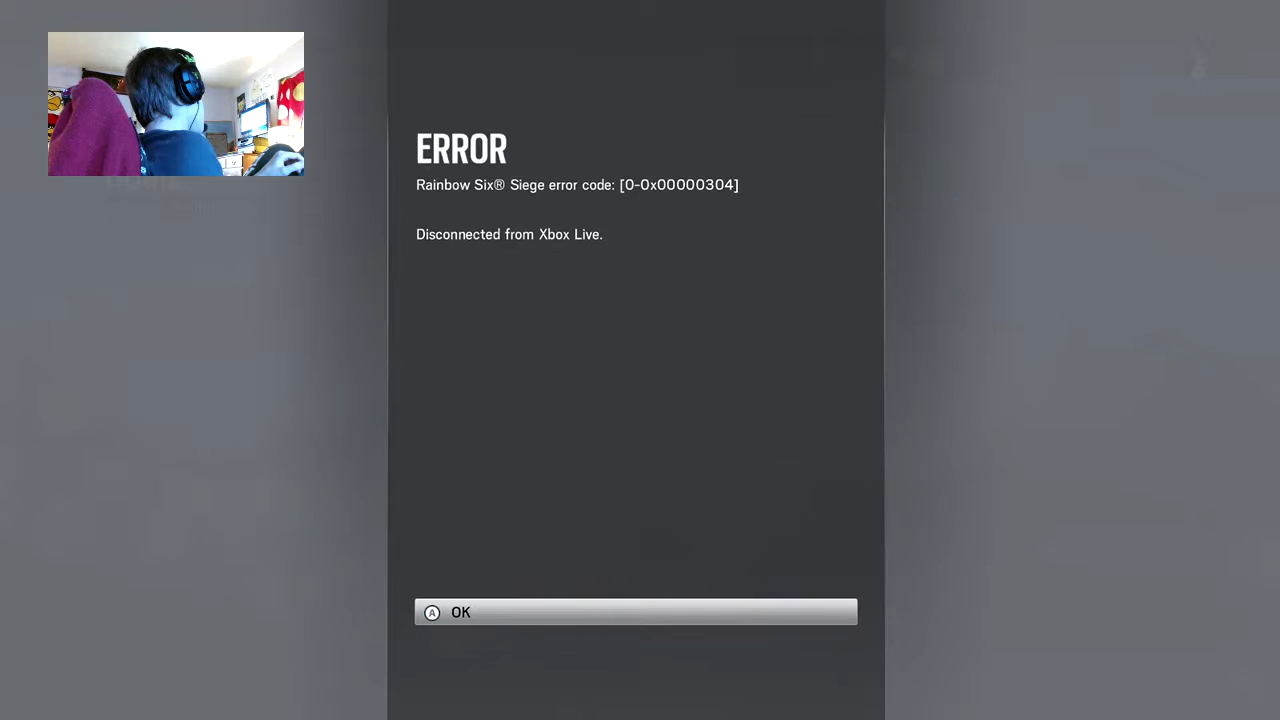 ERROR
Rainbow Six® Siege error code: [0-0x00000304]
Disconnected from Xbox Live.
A OK